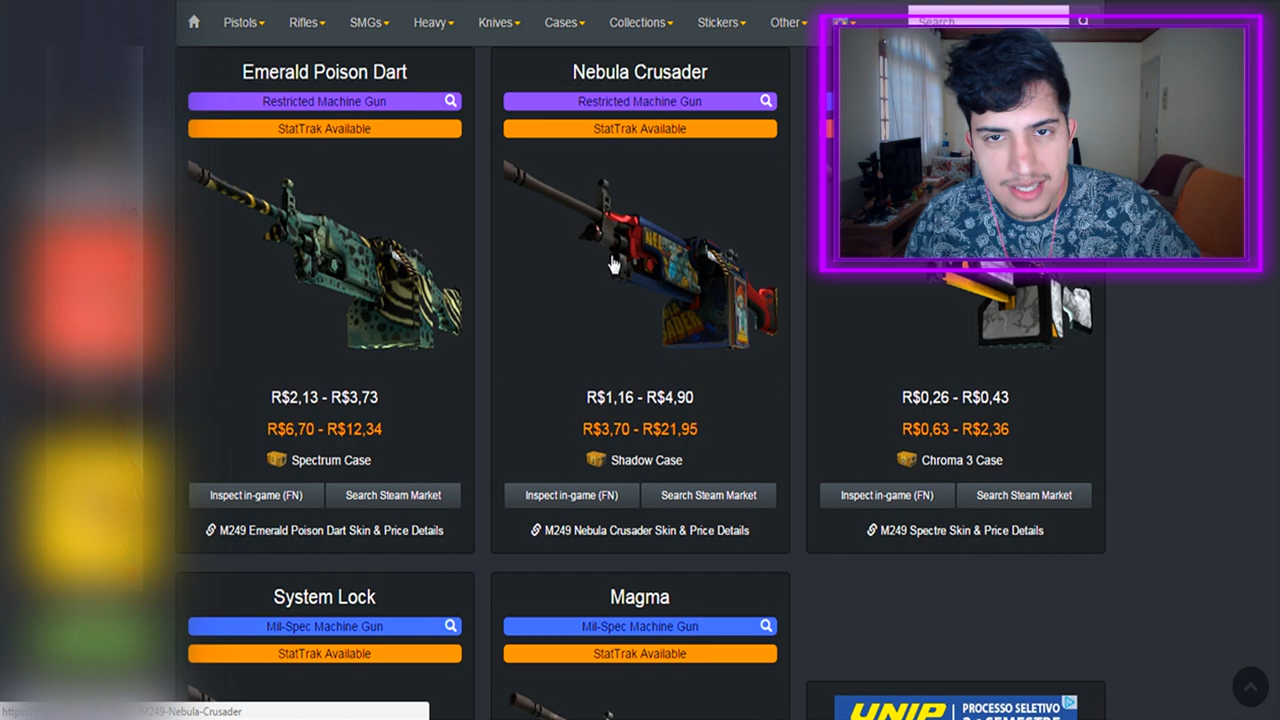 Pistols Rifles SMGs Heavy Knives Cases Collections Stickers Other Search
Emerald Poison Dart
Restricted Machine Gun
StatTrak Available
R$2,13 - R$3,73
R$6,70 - R$12,34
Spectrum Case
Inspect in-game (FN) Search Steam Market
M249 Emerald Poison Dart Skin & Price Details
Nebula Crusader
Restricted Machine Gun
StatTrak Available
R$1,16 - R$4,90
R$3,70 - R$21,95
Shadow Case
Inspect in-game (FN) Search Steam Market
M249 Nebula Crusader Skin & Price Details
R$0,26 - R$0,43
R$0,63 - R$2,36
Chroma 3 Case
Inspect in-game (FN) Search Steam Market
M249 Spectre Skin & Price Details
System Lock
Mil-Spec Machine Gun
StatTrak Available
Magma
Mil-Spec Machine Gun
StatTrak Available
UNIP PROCESSO SELETIVO
M249-Nebula-Crusader